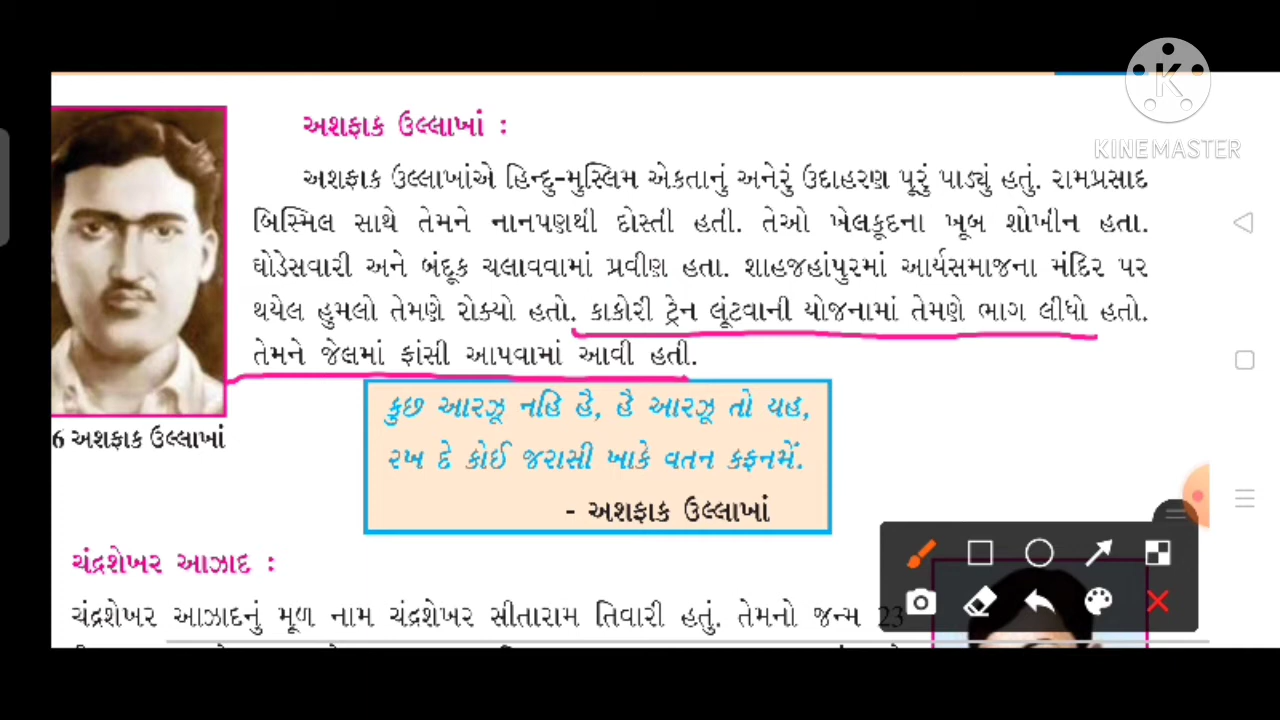 KINEMASTER
અશફાક ઉલ્લાખાં :
અશફાક ઉલ્લાખાંએ હિન્દુ-મુસ્લિમ એકતાનું અનેરું ઉદાહરણ પૂરું પાડ્યું હતું. રામપ્રસાદ
બિસ્મિલ સાથે તેમને નાનપણથી દોસ્તી હતી. તેઓ ખેલકૂદના ખૂબ શોખીન હતા.
ઘોડેસવારી અને બંદૂક ચલાવવામાં પ્રવીણ હતા. શાહજહાંપુરમાં આર્યસમાજના મંદિર પર
થયેલ હુમલો તેમણે રોક્યો હતો. કાકોરી ટ્રેન લૂંટવાની યોજનામાં તેમણે ભાગ લીધો હતો.
તેમને જેલમાં ફાંસી આપવામાં આવી હતી.
6 અશફાક ઉલ્લાખાં
કુછ આરઝૂ નહિ હૈ, હૈ આરઝૂ તો યહ,
રખ દે કોઈ જરાસી ખાકે વતન કફનમેં.
- અશફાક ઉલ્લાખાં
ચંદ્રશેખર આઝાદ :
ચંદ્રશેખર આઝાદનું મૂળ નામ ચંદ્રશેખર સીતારામ તિવારી હતું. તેમનો જન્મ 23